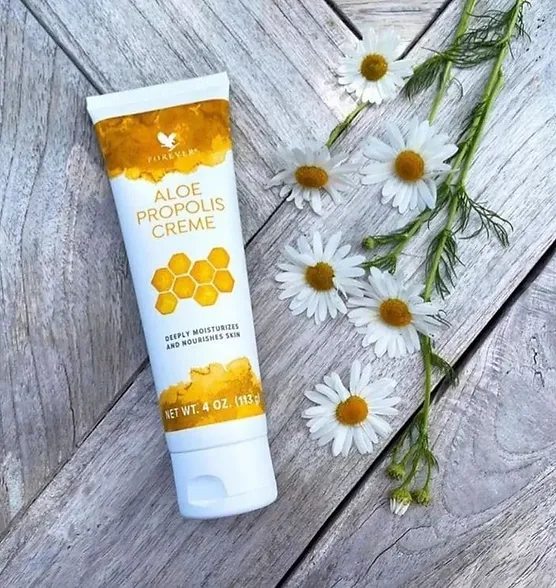 FOREVER
ALOE
PROPOLIS
CREME
DEEPLY MOISTURIZES
AND NOURISHES SKIN
NET WT. 4 OZ. (113 g